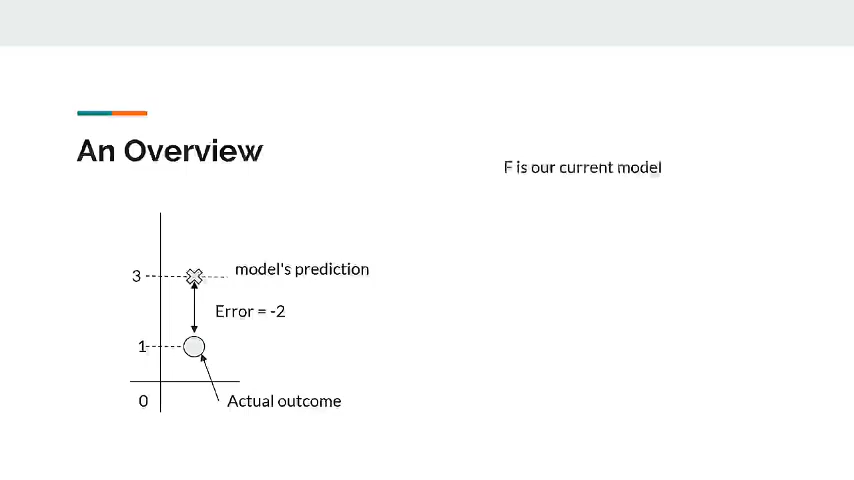 An Overview
F is our current model
3
model's prediction
Error = -2
1
0
Actual outcome